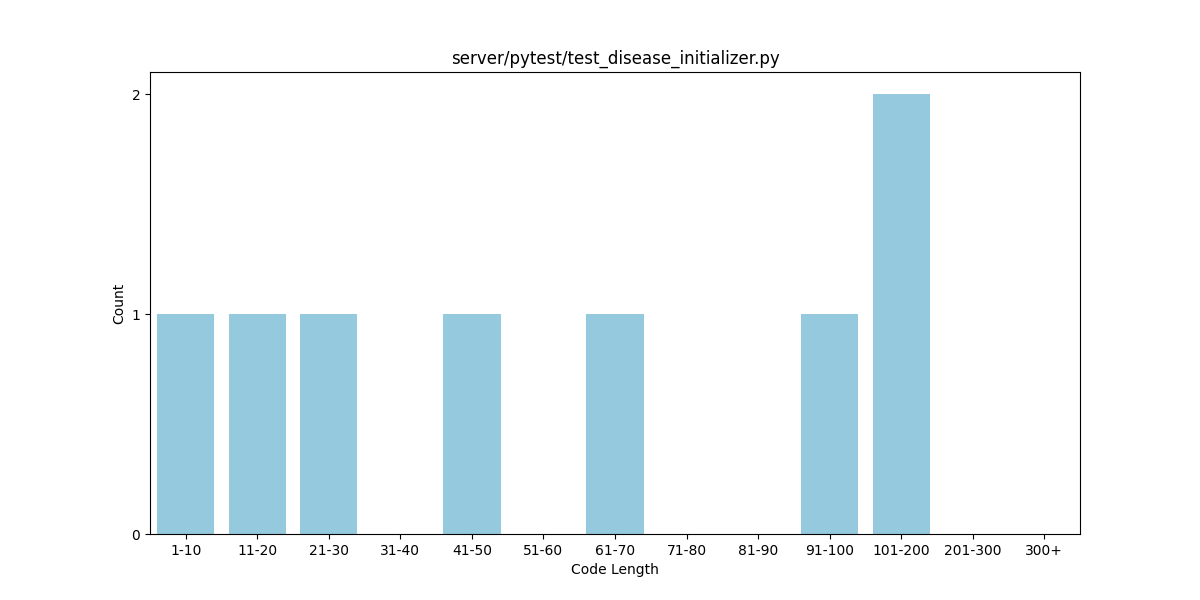 server/pytest/test_disease_initializer.py
2
1
0
Count
1-10 11-20 21-30 31-40 41-50 51-60 61-70 71-80 81-90 91-100 101-200 201-300 300+
Code Length